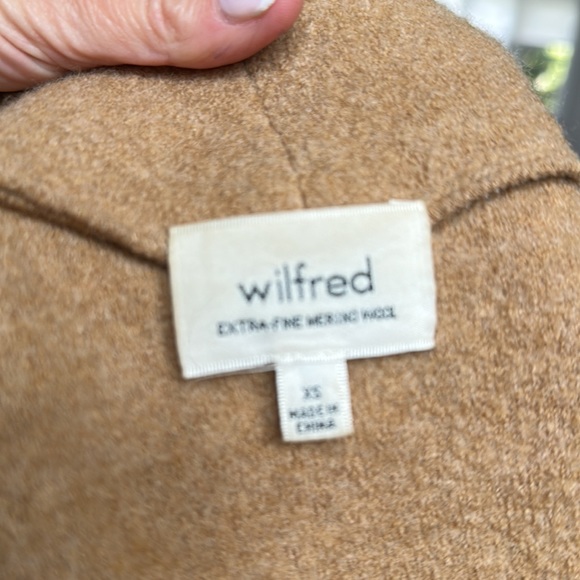 wilfred
EXTRA-FINE MERINO WOOL
XS
MADE IN
CHINA